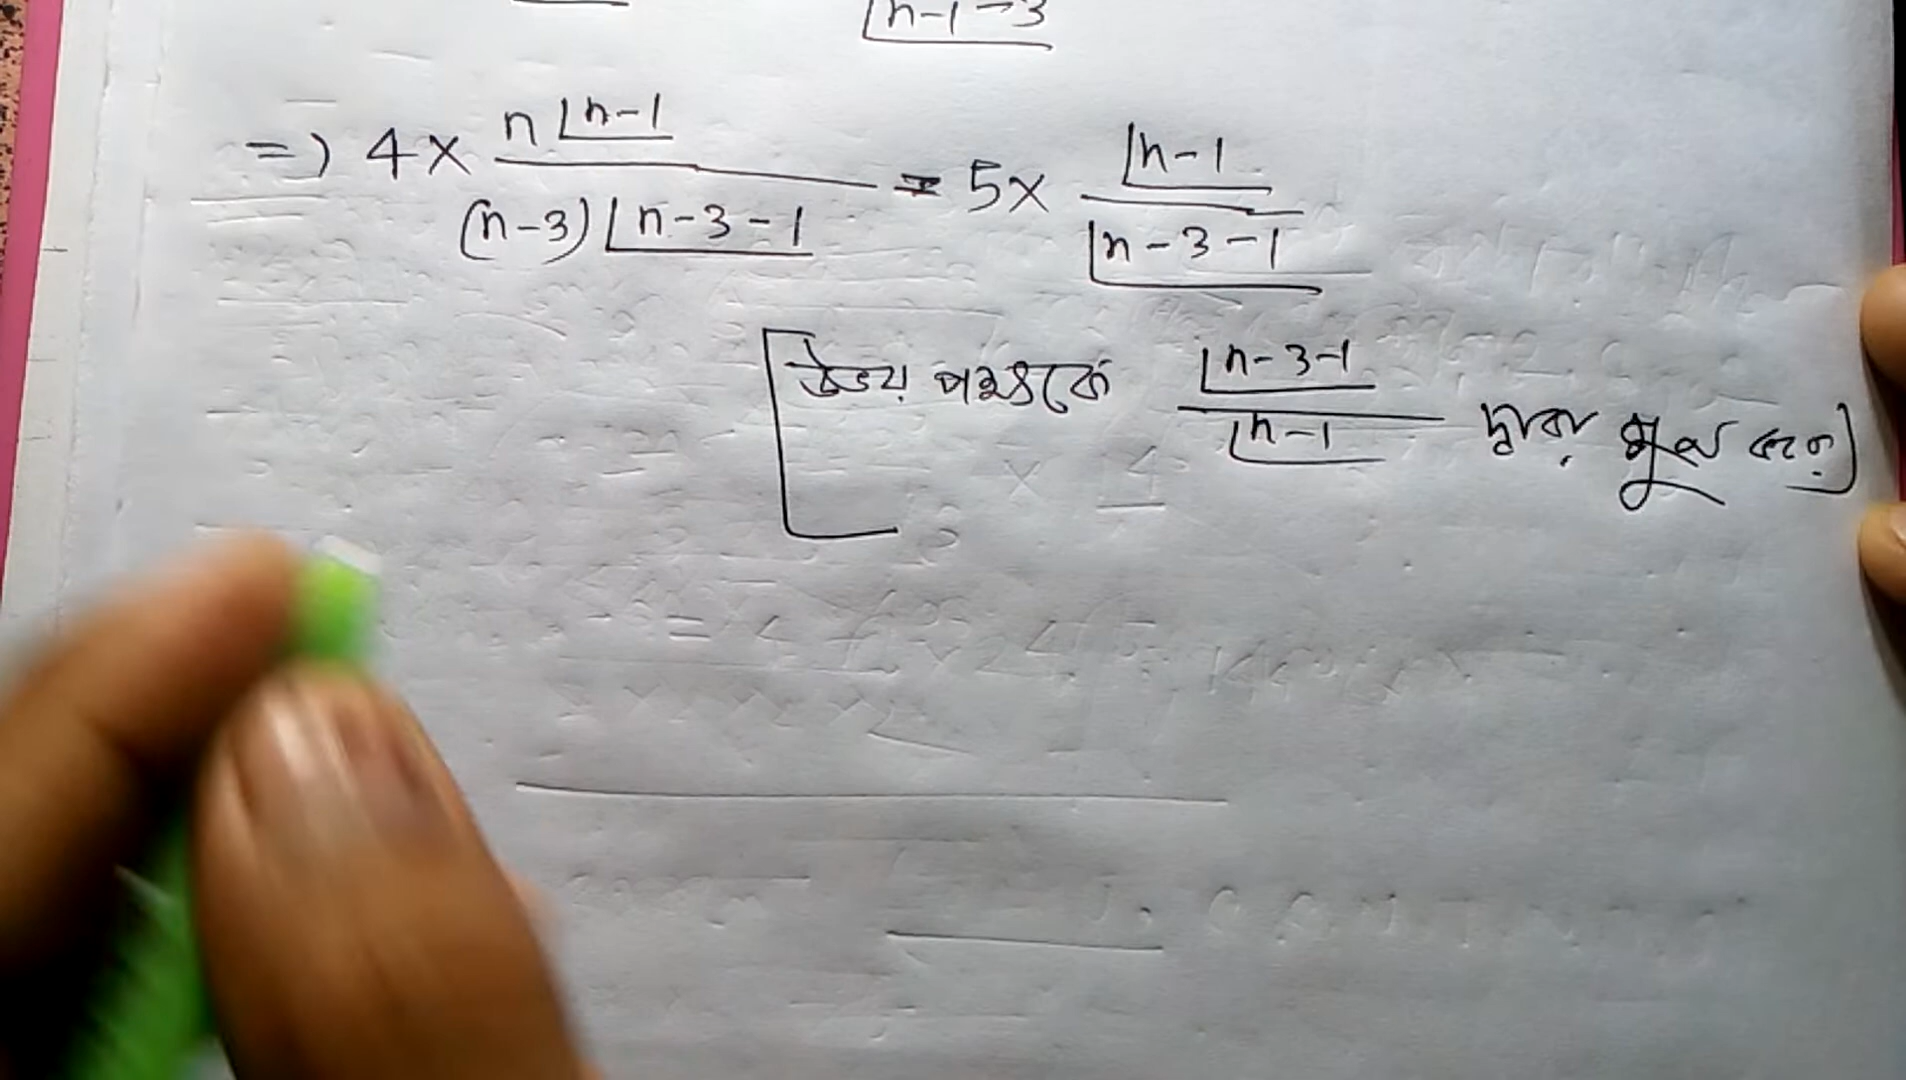 |n-1-3
=) 4 × n |n-1 / (n-3) |n-3-1 = 5 × |n-1 / |n-3-1
[উভয় পক্ষকে |n-3-1 / |n-1 দ্বারা গুণ করে]